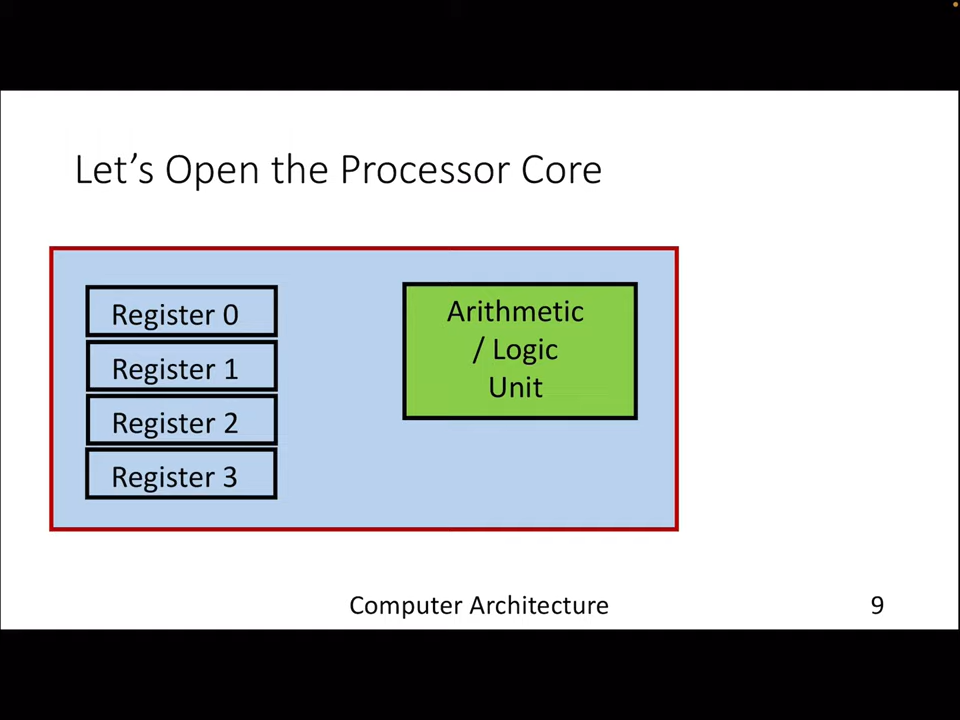 Let’s Open the Processor Core
Register 0
Register 1
Register 2
Register 3
Arithmetic
/ Logic
Unit
Computer Architecture
9